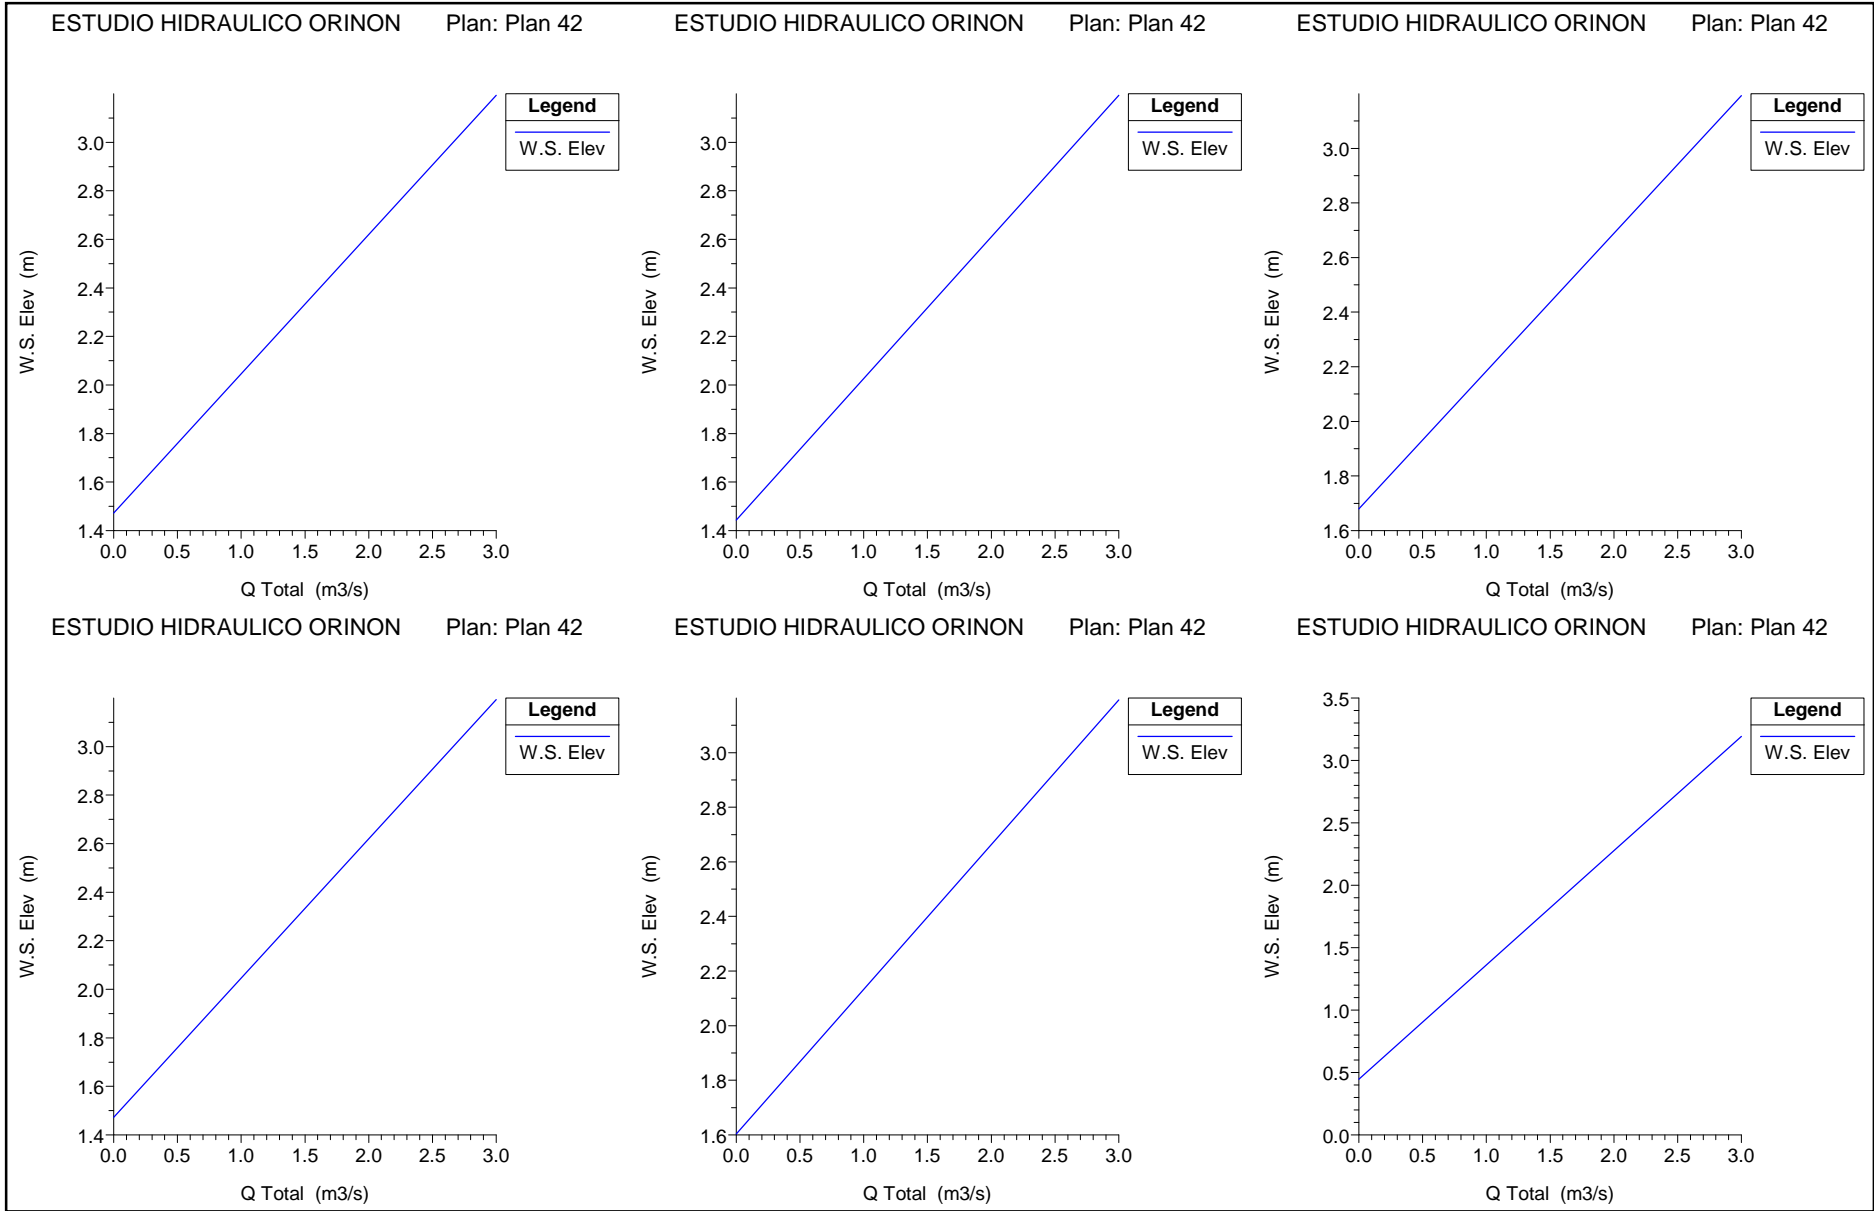 ESTUDIO HIDRAULICO ORINON Plan: Plan 42
Legend
W.S. Elev
W.S. Elev (m)
3.0
2.8
2.6
2.4
2.2
2.0
1.8
1.6
1.4
0.0 0.5 1.0 1.5 2.0 2.5 3.0
Q Total (m3/s)
ESTUDIO HIDRAULICO ORINON Plan: Plan 42
Legend
W.S. Elev
W.S. Elev (m)
3.0
2.8
2.6
2.4
2.2
2.0
1.8
1.6
1.4
0.0 0.5 1.0 1.5 2.0 2.5 3.0
Q Total (m3/s)
ESTUDIO HIDRAULICO ORINON Plan: Plan 42
Legend
W.S. Elev
W.S. Elev (m)
3.0
2.8
2.6
2.4
2.2
2.0
1.8
1.6
0.0 0.5 1.0 1.5 2.0 2.5 3.0
Q Total (m3/s)
ESTUDIO HIDRAULICO ORINON Plan: Plan 42
Legend
W.S. Elev
W.S. Elev (m)
3.0
2.8
2.6
2.4
2.2
2.0
1.8
1.6
1.4
0.0 0.5 1.0 1.5 2.0 2.5 3.0
Q Total (m3/s)
ESTUDIO HIDRAULICO ORINON Plan: Plan 42
Legend
W.S. Elev
W.S. Elev (m)
3.0
2.8
2.6
2.4
2.2
2.0
1.8
1.6
0.0 0.5 1.0 1.5 2.0 2.5 3.0
Q Total (m3/s)
ESTUDIO HIDRAULICO ORINON Plan: Plan 42
Legend
W.S. Elev
W.S. Elev (m)
3.5
3.0
2.5
2.0
1.5
1.0
0.5
0.0
0.0 0.5 1.0 1.5 2.0 2.5 3.0
Q Total (m3/s)